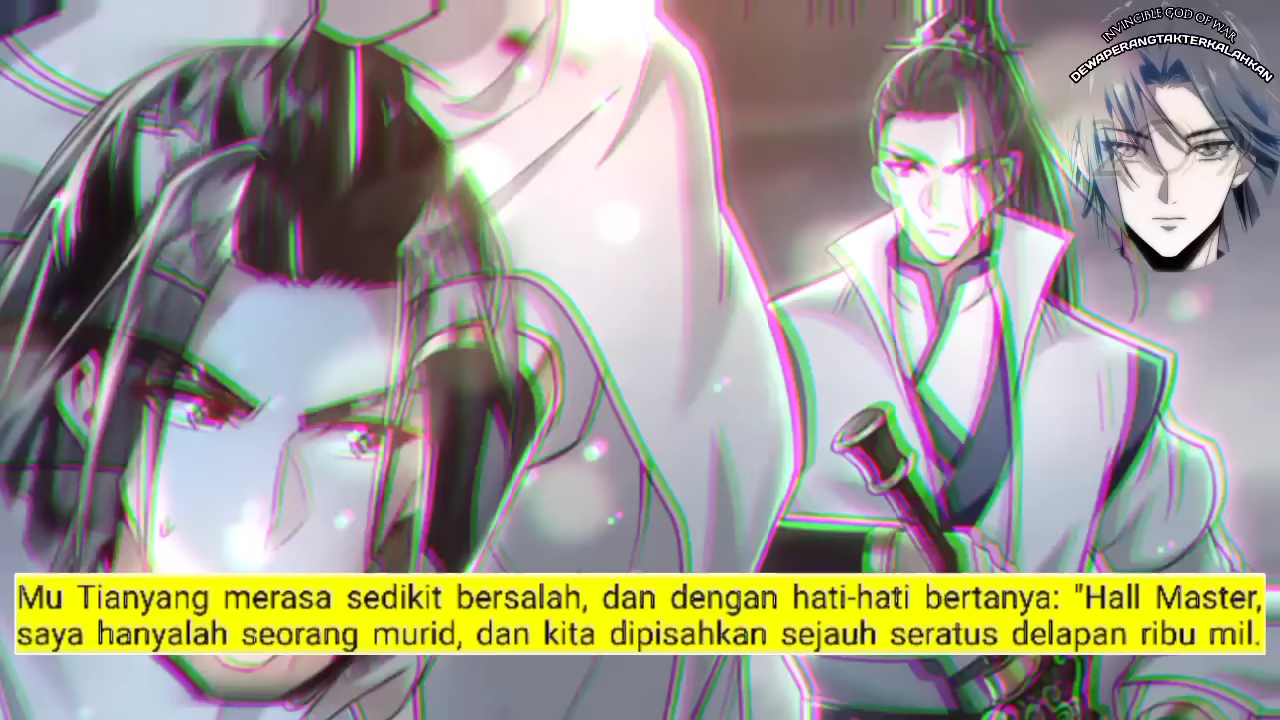 INVINCIBLE GOD OF WAR
DEWAPERANGTAKTERKALAHKAN
Mu Tianyang merasa sedikit bersalah, dan dengan hati-hati bertanya: "Hall Master,
saya hanyalah seorang murid, dan kita dipisahkan sejauh seratus delapan ribu mil.